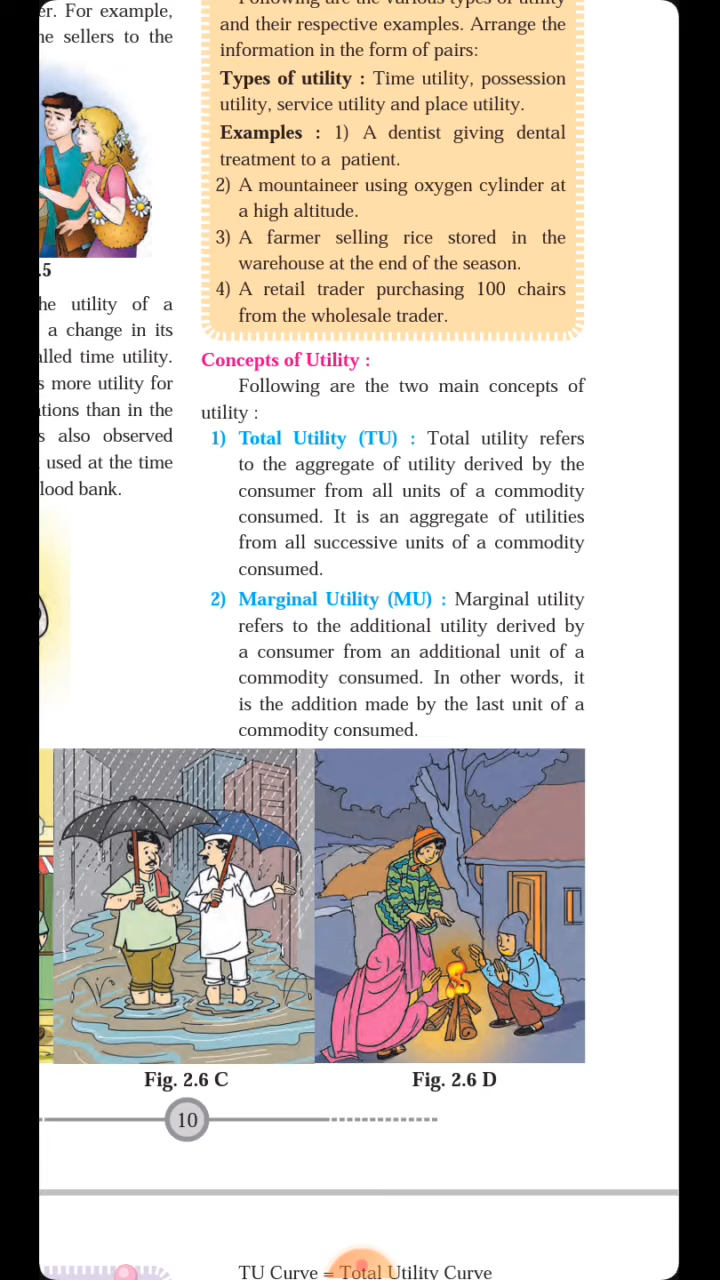 er. For example,
he sellers to the
.5
he utility of a
a change in its
alled time utility.
s more utility for
tions than in the
s also observed
used at the time
lood bank.
Following are the various types of utility
and their respective examples. Arrange the
information in the form of pairs:
Types of utility : Time utility, possession
utility, service utility and place utility.
Examples : 1) A dentist giving dental
treatment to a patient.
2) A mountaineer using oxygen cylinder at
a high altitude.
3) A farmer selling rice stored in the
warehouse at the end of the season.
4) A retail trader purchasing 100 chairs
from the wholesale trader.
Concepts of Utility :
Following are the two main concepts of
utility :
1) Total Utility (TU) : Total utility refers
to the aggregate of utility derived by the
consumer from all units of a commodity
consumed. It is an aggregate of utilities
from all successive units of a commodity
consumed.
2) Marginal Utility (MU) : Marginal utility
refers to the additional utility derived by
a consumer from an additional unit of a
commodity consumed. In other words, it
is the addition made by the last unit of a
commodity consumed.
Fig. 2.6 C
Fig. 2.6 D
10
TU Curve = Total Utility Curve